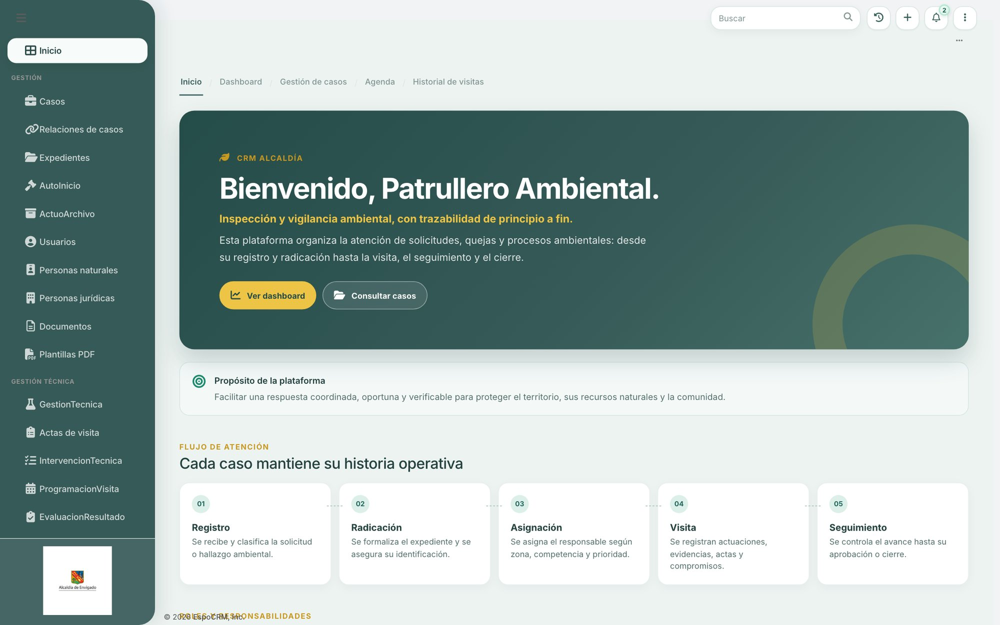 Inicio
GESTIÓN
Casos
Relaciones de casos
Expedientes
AutoInicio
ActuoArchivo
Usuarios
Personas naturales
Personas jurídicas
Documentos
Plantillas PDF
GESTIÓN TÉCNICA
GestionTecnica
Actas de visita
IntervencionTecnica
ProgramacionVisita
EvaluacionResultado
Alcaldía de Envigado
Buscar
2
Inicio / Dashboard / Gestión de casos / Agenda / Historial de visitas
CRM ALCALDÍA
Bienvenido, Patrullero Ambiental.
Inspección y vigilancia ambiental, con trazabilidad de principio a fin.
Esta plataforma organiza la atención de solicitudes, quejas y procesos ambientales: desde
su registro y radicación hasta la visita, el seguimiento y el cierre.
Ver dashboard
Consultar casos
Propósito de la plataforma
Facilitar una respuesta coordinada, oportuna y verificable para proteger el territorio, sus recursos naturales y la comunidad.
FLUJO DE ATENCIÓN
Cada caso mantiene su historia operativa
01
Registro
Se recibe y clasifica la solicitud
o hallazgo ambiental.
02
Radicación
Se formaliza el expediente y se
asegura su identificación.
03
Asignación
Se asigna el responsable según
zona, competencia y prioridad.
04
Visita
Se registran actuaciones,
evidencias, actas y
compromisos.
05
Seguimiento
Se controla el avance hasta su
aprobación o cierre.
ROLES Y RESPONSABILIDADES
© 2026 EspoCRM, Inc.